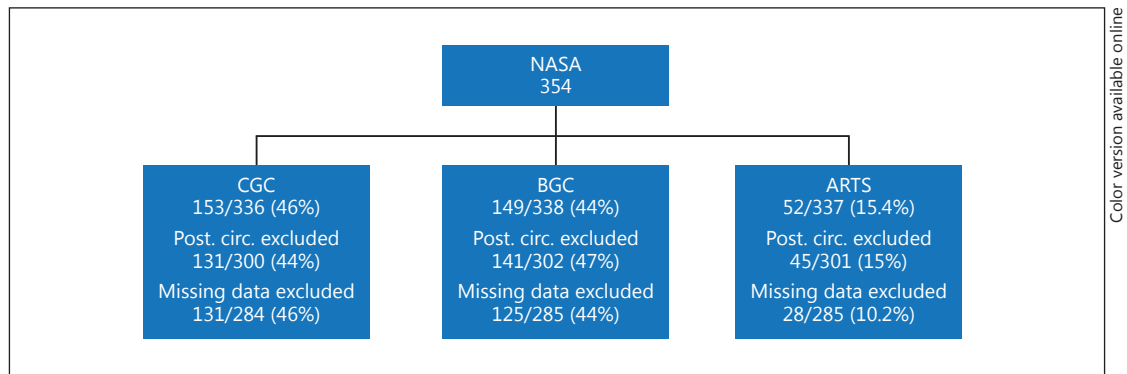 NASA
354
CGC
153/336 (46%)
Post. circ. excluded
131/300 (44%)
Missing data excluded
131/284 (46%)
BGC
149/338 (44%)
Post. circ. excluded
141/302 (47%)
Missing data excluded
125/285 (44%)
ARTS
52/337 (15.4%)
Post. circ. excluded
45/301 (15%)
Missing data excluded
28/285 (10.2%)
Color version available online